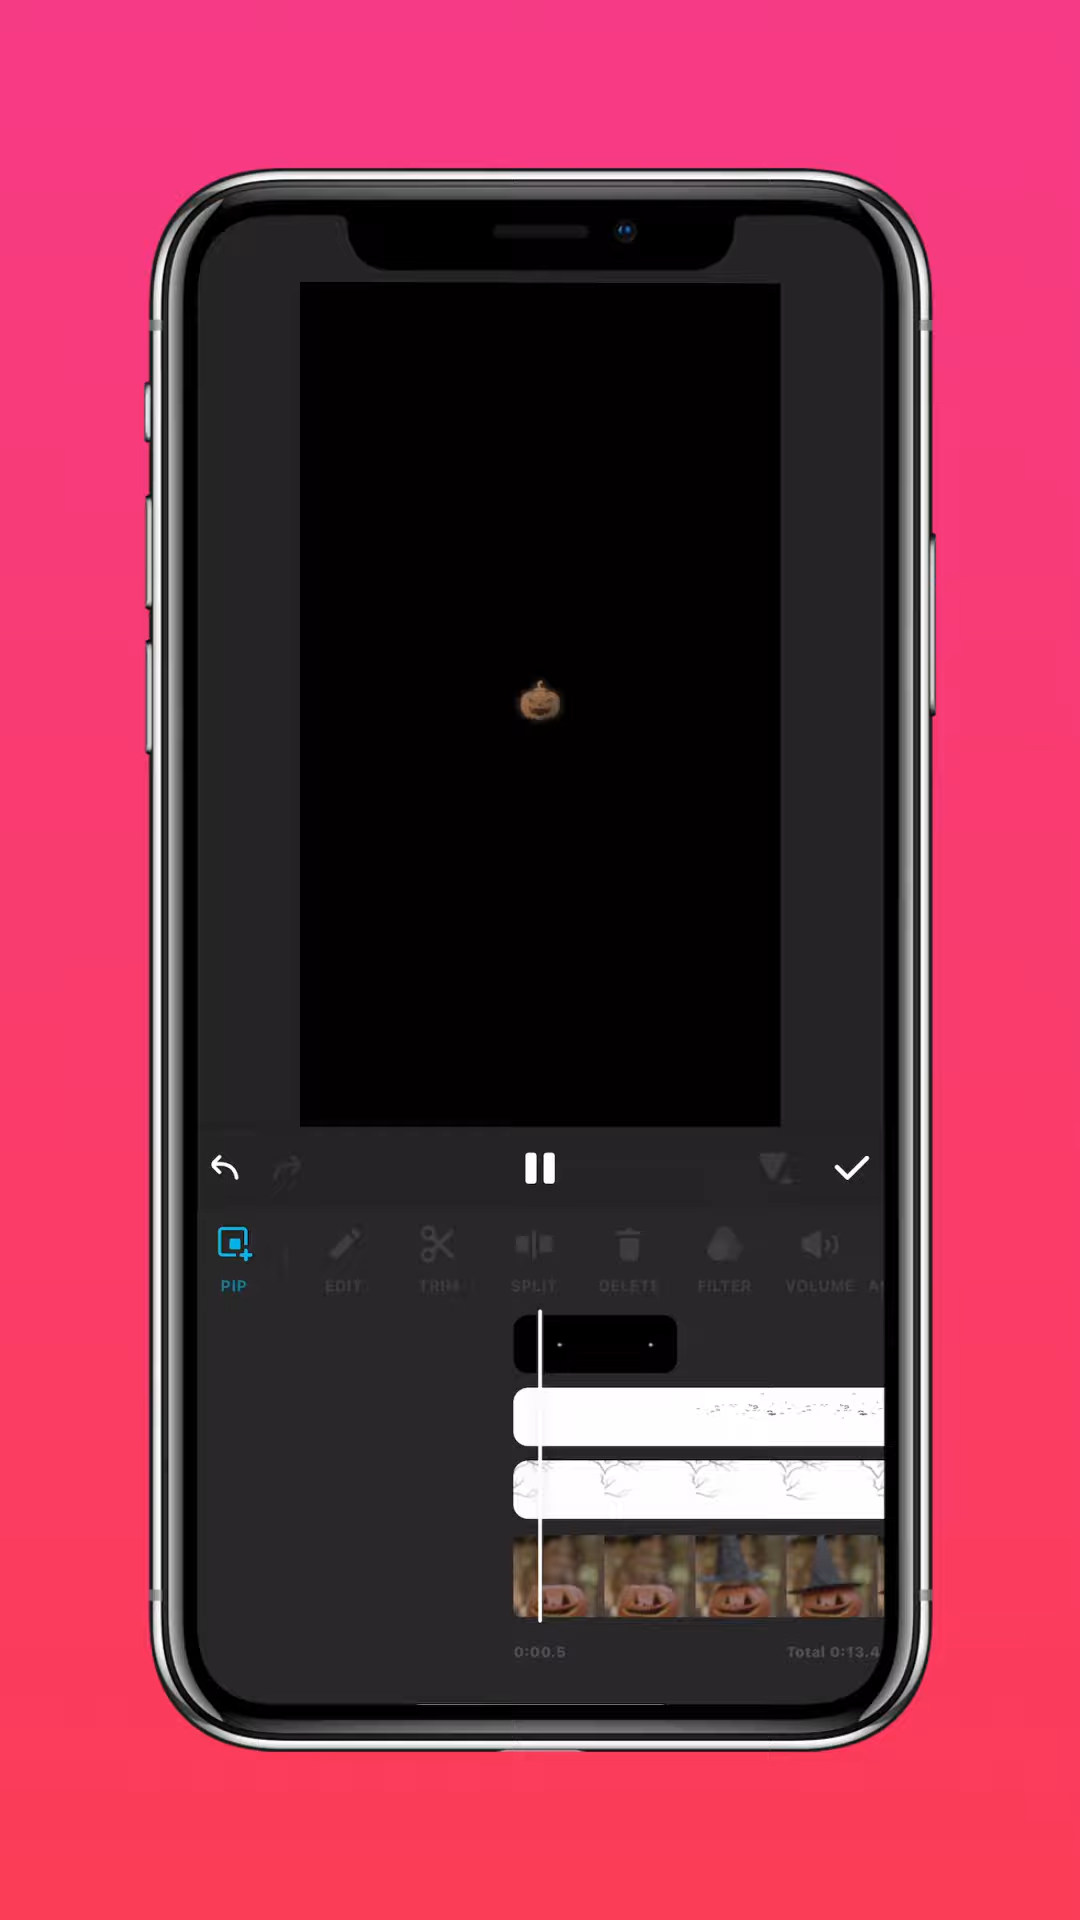 PIP
EDIT
TRIM
SPLIT
DELETE
FILTER
VOLUME
0:00.5
Total 0:13.4